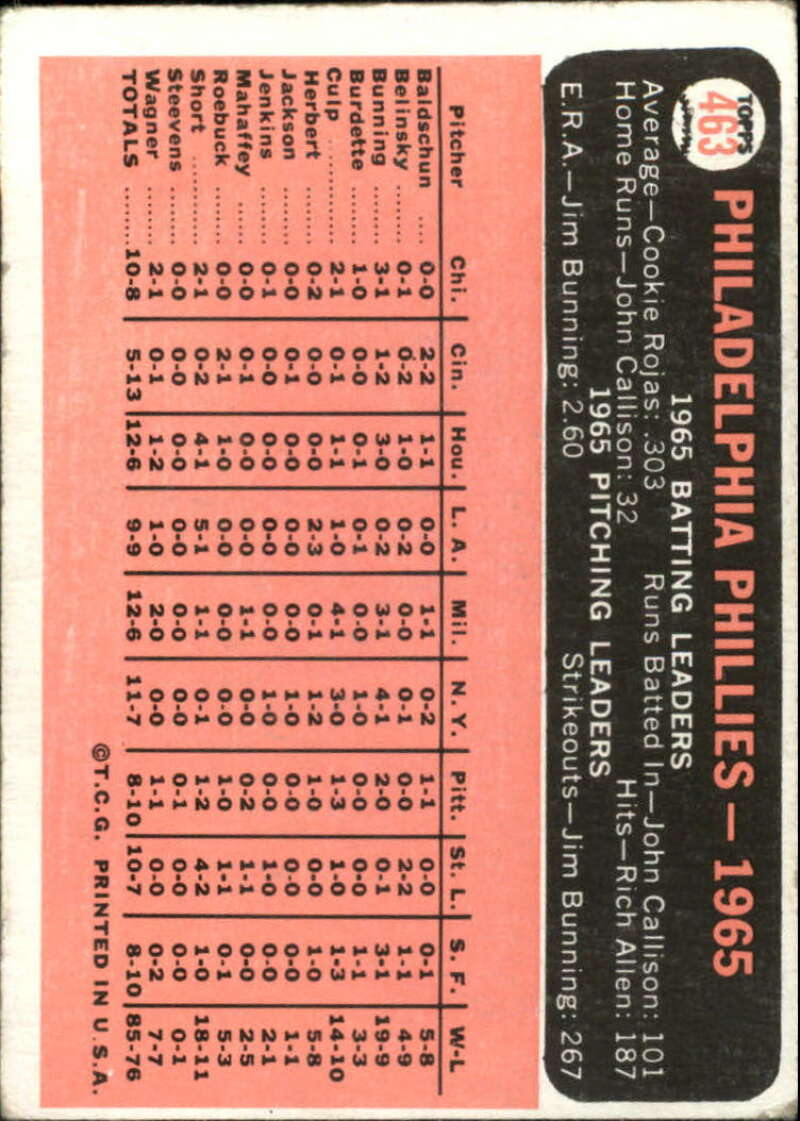 TOPPS
463
PHILADELPHIA PHILLIES — 1965
1965 BATTING LEADERS
Average—Cookie Rojas: .303 Runs Batted In—John Callison: 101
Home Runs—John Callison: 32 Hits—Rich Allen: 187
1965 PITCHING LEADERS
E.R.A.—Jim Bunning: 2.60 Strikeouts—Jim Bunning: 267
Pitcher Chi. Cin. Hou. L. A. Mil. N. Y. Pitt. St. L. S. F. W-L
Baldschun .... 0-0 2-2 1-1 0-0 1-1 0-2 1-1 0-0 0-1 5-8
Belinsky ...... 0-1 0-2 1-0 0-2 0-0 0-1 0-0 2-2 1-1 4-9
Bunning ...... 3-1 1-2 3-0 0-2 3-1 4-1 2-0 0-1 3-1 19-9
Burdette ...... 1-0 0-0 0-1 0-1 0-0 1-0 0-0 0-0 1-1 3-3
Culp .......... 2-1 0-1 1-1 1-0 4-1 3-0 1-3 1-0 1-3 14-10
Herbert ....... 0-2 0-0 0-0 2-3 0-1 1-2 1-0 0-0 1-0 5-8
Jackson ....... 0-0 0-1 0-0 0-0 0-0 1-0 0-0 0-0 0-0 1-1
Jenkins ....... 0-1 0-0 0-0 0-0 0-0 1-0 0-0 1-0 0-0 2-1
Mahaffey ...... 0-0 0-1 0-0 0-0 1-1 0-0 0-2 1-1 0-0 2-5
Roebuck ...... 0-0 2-1 1-0 0-0 0-0 0-0 1-0 1-1 0-1 5-3
Short .......... 2-1 0-2 4-1 5-1 1-1 0-1 1-2 4-2 1-0 18-11
Steevens ...... 0-0 0-0 0-0 0-0 0-0 0-0 0-1 0-0 0-0 0-1
Wagner ...... 2-1 0-1 1-2 1-0 2-0 0-0 1-1 0-0 0-2 7-7
TOTALS ...... 10-8 5-13 12-6 9-9 12-6 11-7 8-10 10-7 8-10 85-76
©T.C.G. PRINTED IN U.S.A.